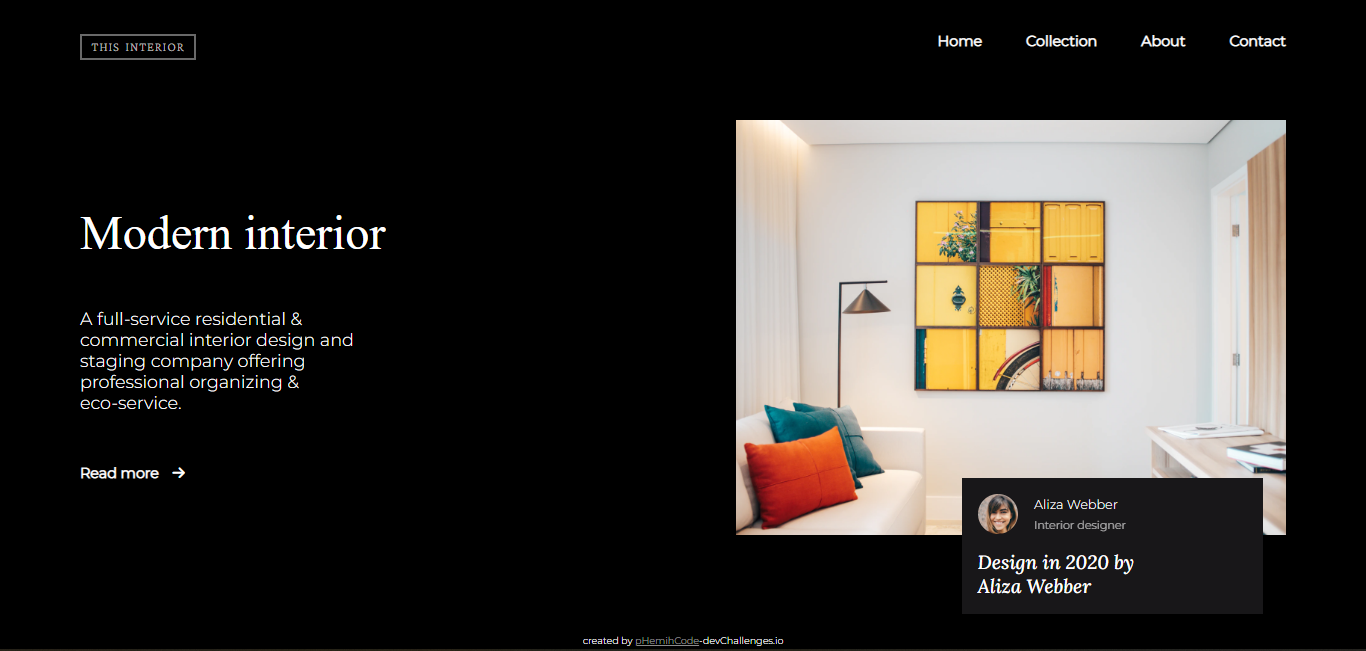 THIS INTERIOR
Home Collection About Contact
Modern interior
A full-service residential &
commercial interior design and
staging company offering
professional organizing &
eco-service.
Read more →
Aliza Webber
Interior designer
Design in 2020 by
Aliza Webber
created by pHemihCode-devChallenges.io